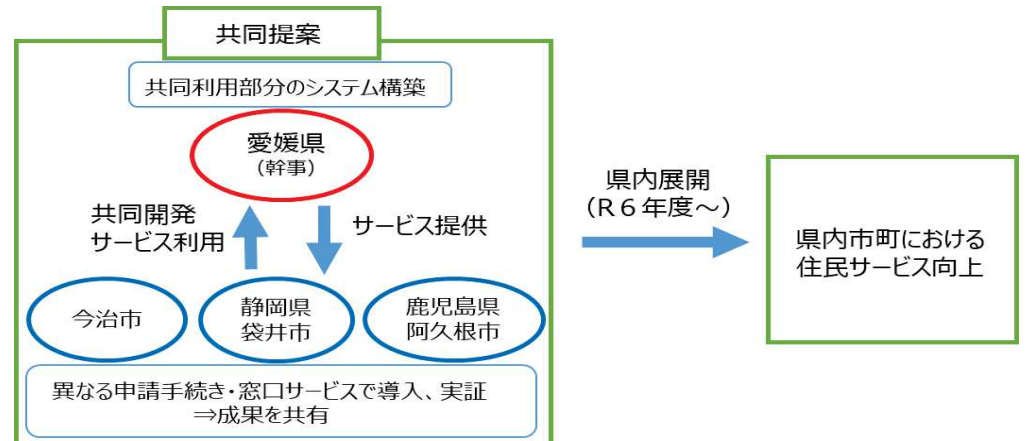 共同提案
共同利用部分のシステム構築
愛媛県
(幹事)
共同開発
サービス利用
サービス提供
今治市
静岡県
袋井市
鹿児島県
阿久根市
異なる申請手続き・窓口サービスで導入、実証
⇒成果を共有
県内展開
(R6年度~)
県内市町における
住民サービス向上